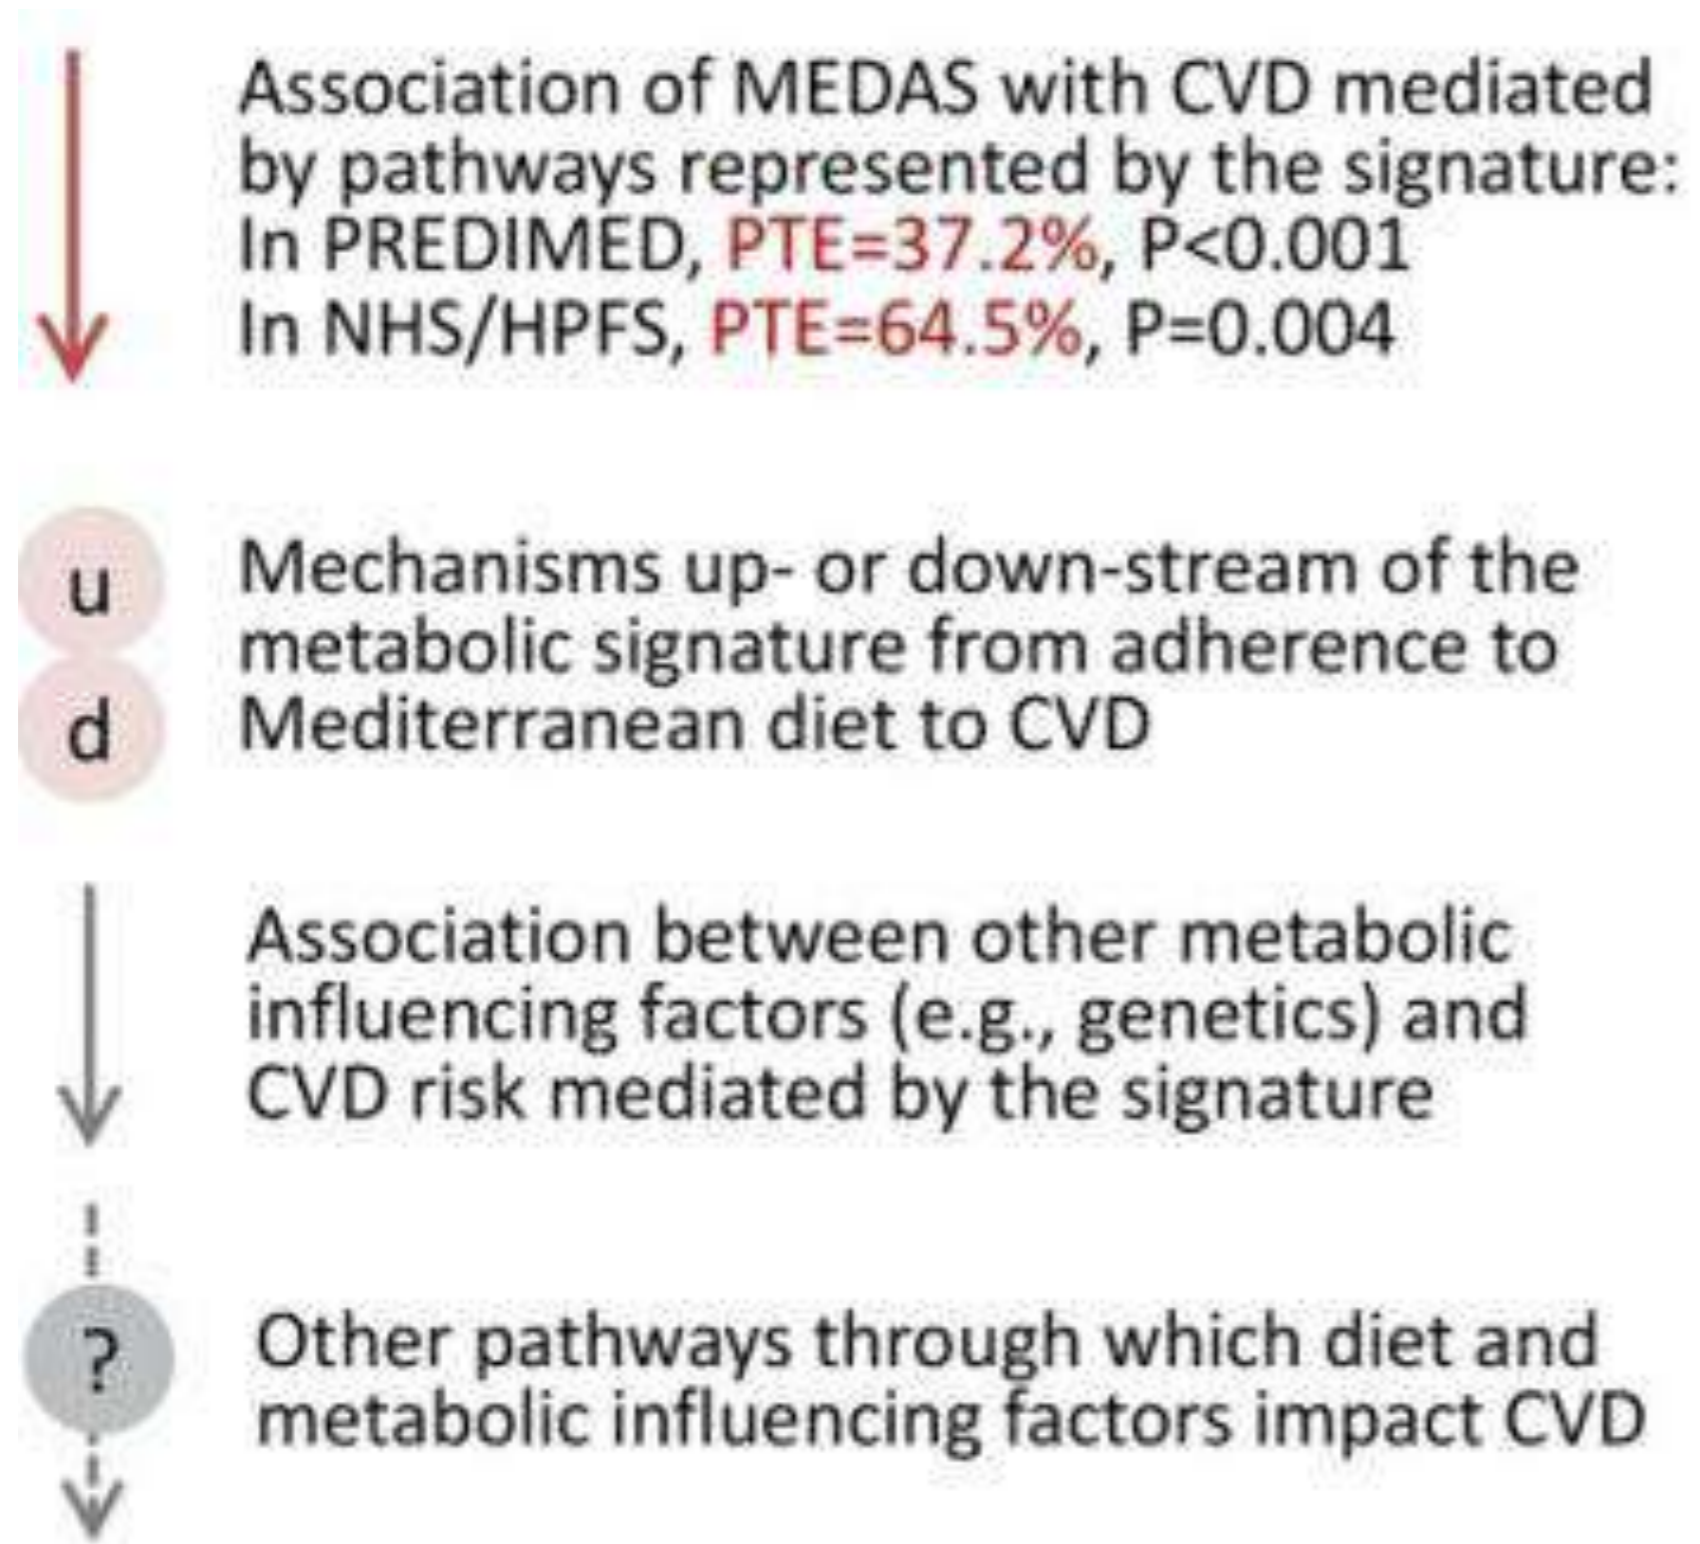 Association of MEDAS with CVD mediated
by pathways represented by the signature:
In PREDIMED, PTE=37.2%, P<0.001
In NHS/HPFS, PTE=64.5%, P=0.004
u
Mechanisms up- or down-stream of the
metabolic signature from adherence to
d
Mediterranean diet to CVD
Association between other metabolic
influencing factors (e.g., genetics) and
CVD risk mediated by the signature
?
Other pathways through which diet and
metabolic influencing factors impact CVD